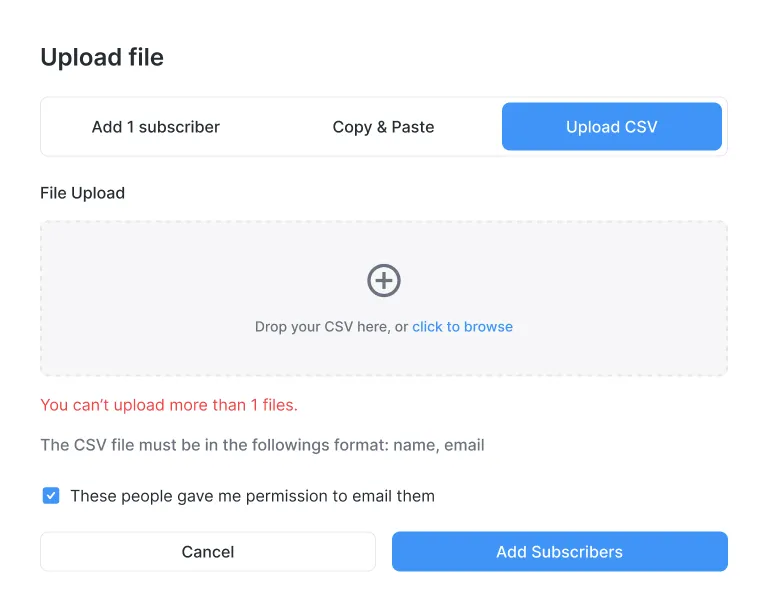 Upload file
Add 1 subscriber
Copy & Paste
Upload CSV
File Upload
Drop your CSV here, or click to browse
You can’t upload more than 1 files.
The CSV file must be in the followings format: name, email
These people gave me permission to email them
Cancel
Add Subscribers